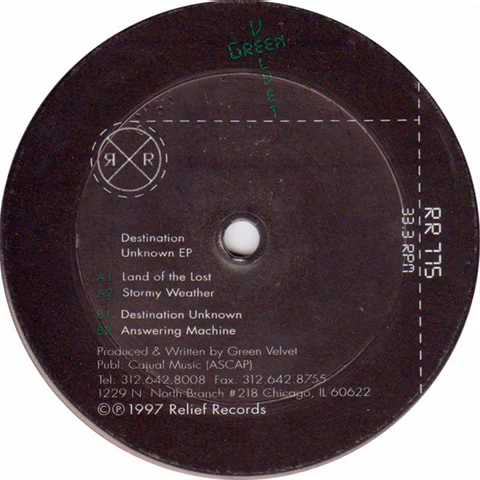 GREEN
VELVET
ЯR
RR 775
33.3 RPM
Destination
Unknown EP
A1 Land of the Lost
A2 Stormy Weather
B1 Destination Unknown
B2 Answering Machine
Produced & Written by Green Velvet
Publ. Cajual Music (ASCAP)
Tel. 312.642.8008 Fax. 312.642.8755
1229 N. North Branch #218 Chicago, IL 60622
©℗1997 Relief Records